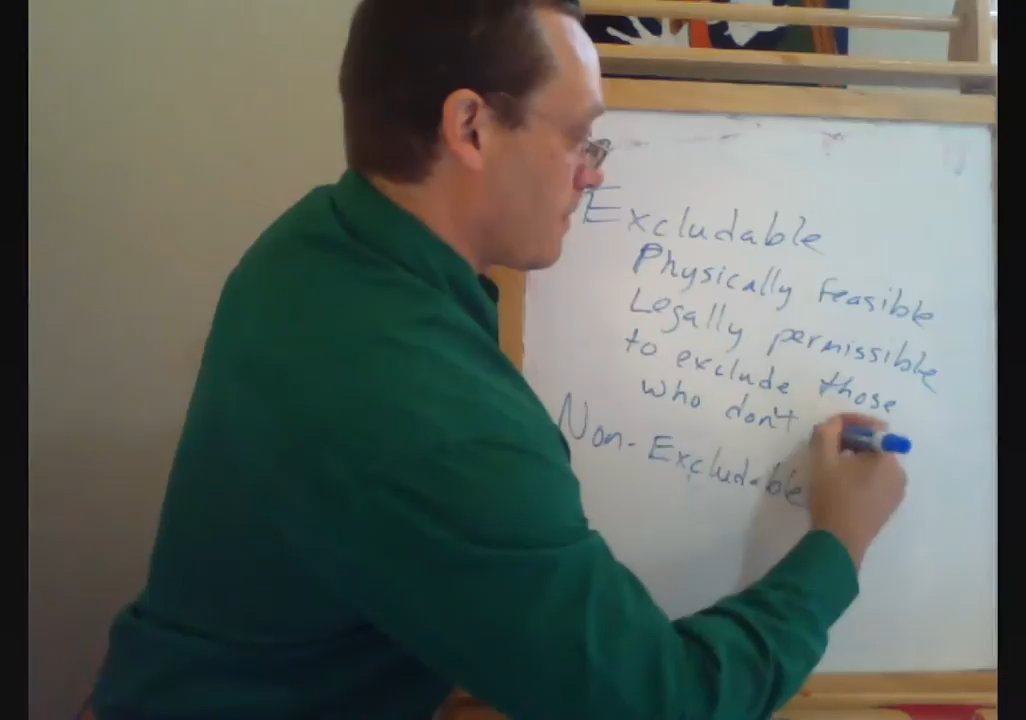 Excludable
Physically feasible
Legally permissible
to exclude those
who don't
Non-Excludable